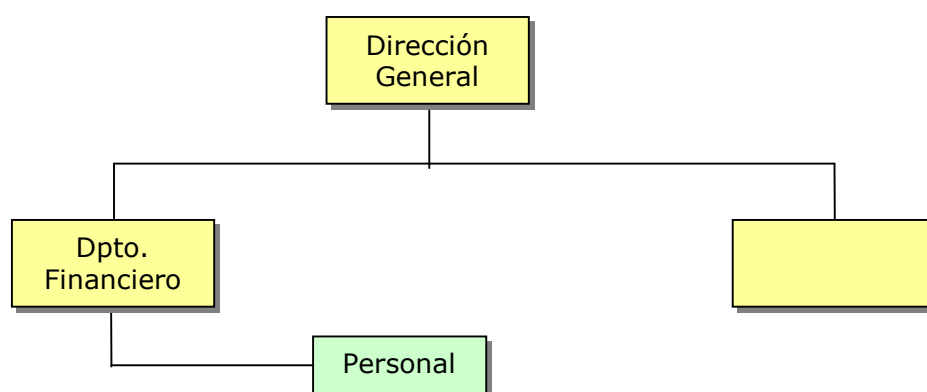 Dirección
General
Dpto.
Financiero
Personal